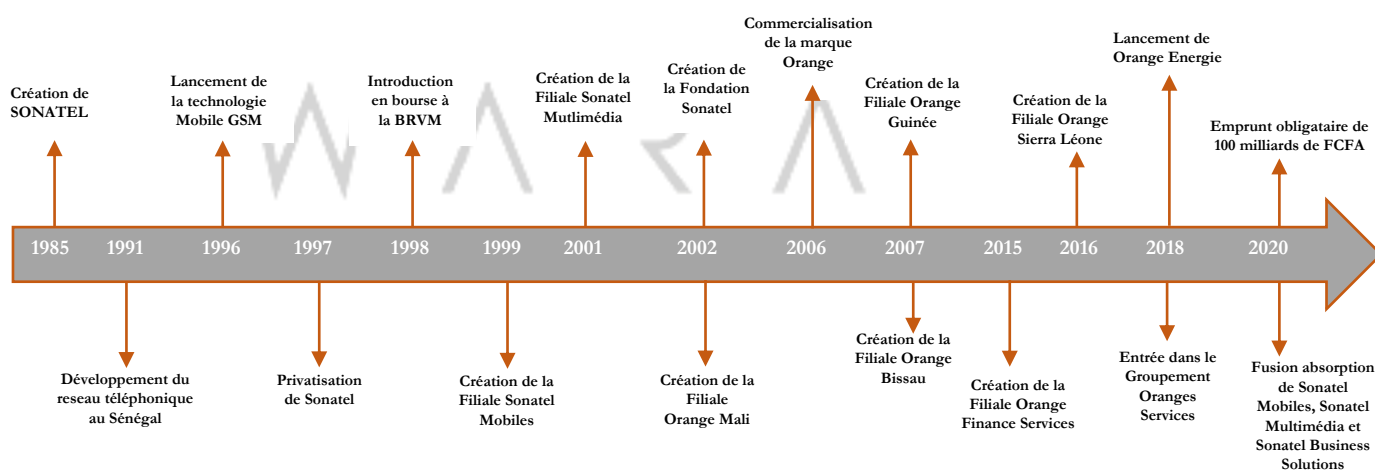 Création de
SONATEL
Lancement de
la technologie
Mobile GSM
Introduction
en bourse à
la BRVM
Création de la
Filiale Sonatel
Mutlimédia
Création de
la Fondation
Sonatel
Commercialisation
de la marque
Orange
Création de la
Filiale Orange
Guinée
Création de la
Filiale Orange
Sierra Léone
Lancement de
Orange Energie
Emprunt obligataire de
100 milliards de FCFA
WARA
1985 1991 1996 1997 1998 1999 2001 2002 2006 2007 2015 2016 2018 2020
Développement du
reseau téléphonique
au Sénégal
Privatisation
de Sonatel
Création de la
Filiale Sonatel
Mobiles
Création de la
Filiale
Orange Mali
Création de la
Filiale Orange
Bissau
Création de la
Filiale Orange
Finance Services
Entrée dans le
Groupement
Oranges
Services
Fusion absorption
de Sonatel
Mobiles, Sonatel
Multimédia et
Sonatel Business
Solutions